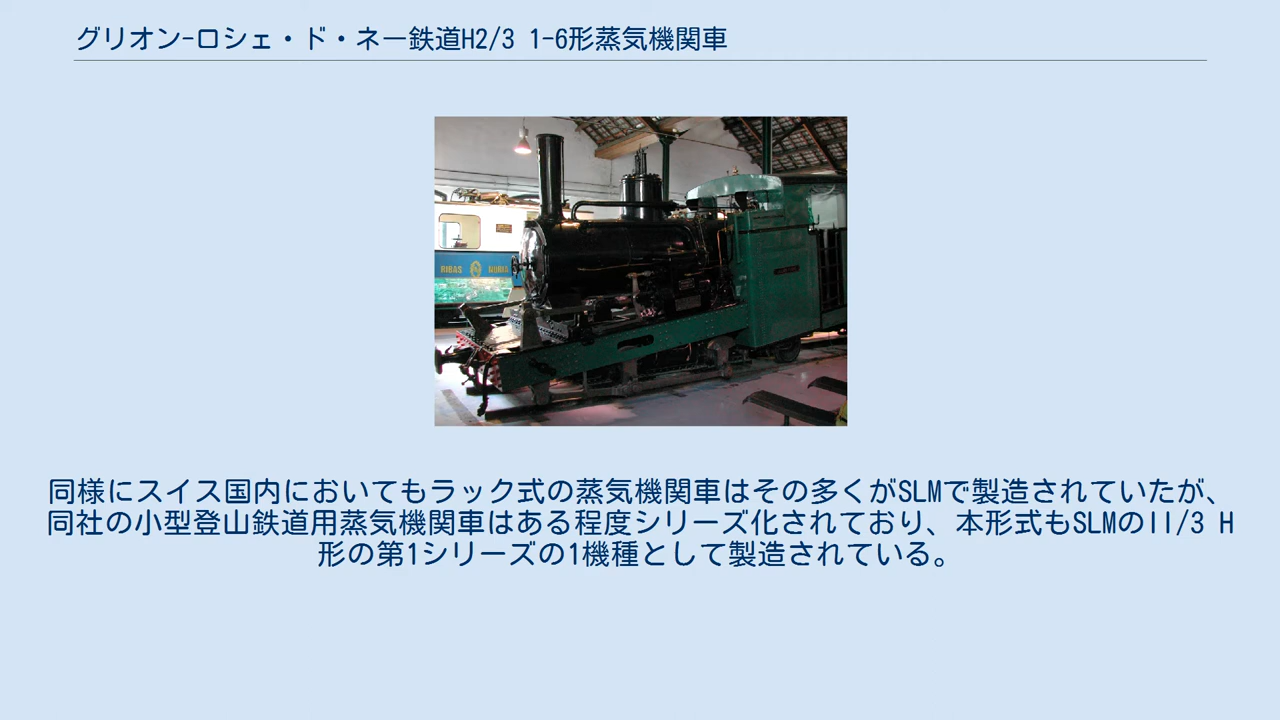 グリオン-ロシェ・ド・ネー鉄道H2/3 1-6形蒸気機関車
RIBAS NURIA
同様にスイス国内においてもラック式の蒸気機関車はその多くがSLMで製造されていたが、
同社の小型登山鉄道用蒸気機関車はある程度シリーズ化されており、本形式もSLMのII/3 H
形の第1シリーズの1機種として製造されている。